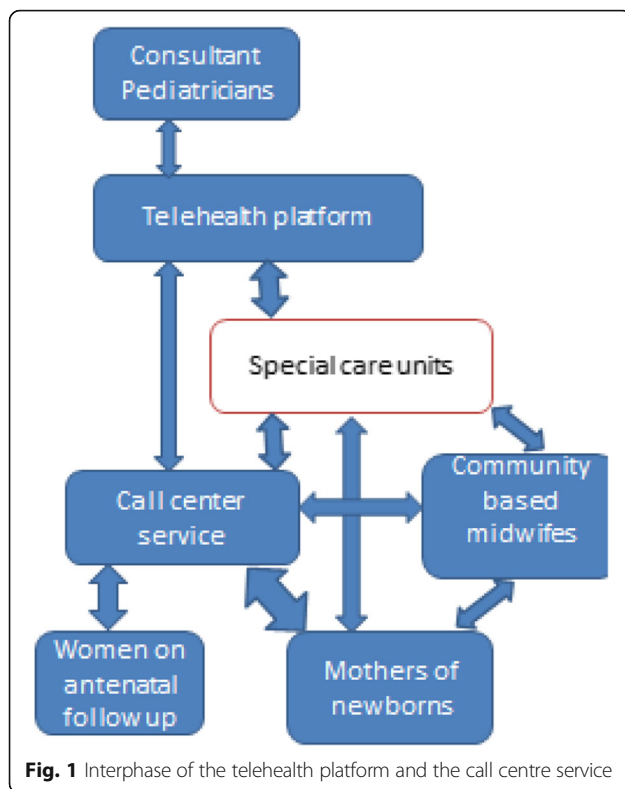 Consultant
Pediatricians
Telehealth platform
Special care units
Call center
service
Community
based
midwifes
Women on
antenatal
follow up
Mothers of
newborns
Fig. 1 Interphase of the telehealth platform and the call centre service